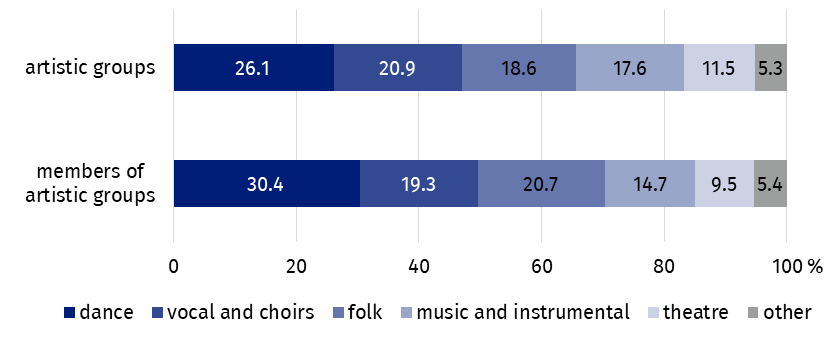 artistic groups
26.1 20.9 18.6 17.6 11.5 5.3
members of
artistic groups
30.4 19.3 20.7 14.7 9.5 5.4
0 20 40 60 80 100 %
dance vocal and choirs folk music and instrumental theatre other